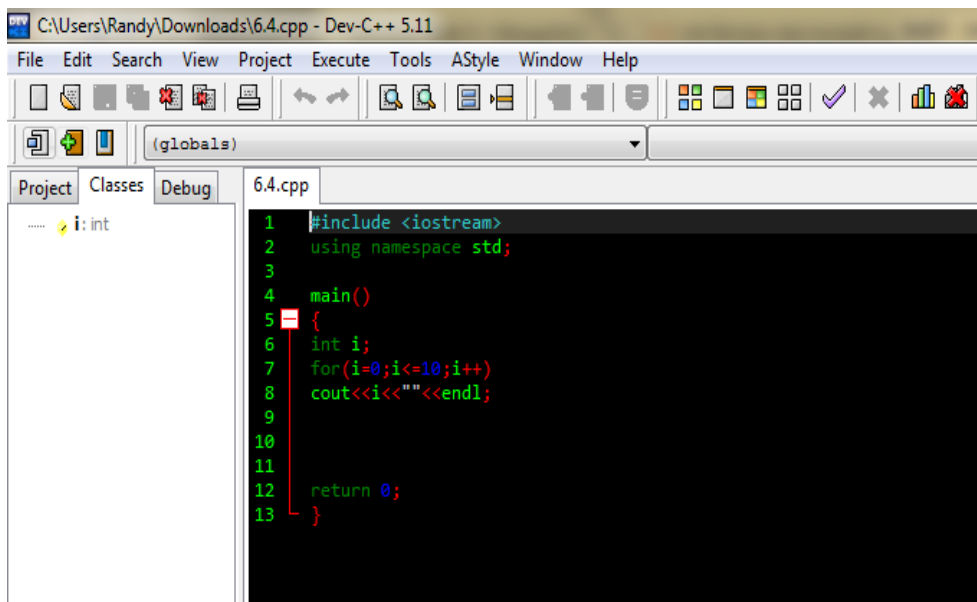 C:\Users\Randy\Downloads\6.4.cpp - Dev-C++ 5.11
File Edit Search View Project Execute Tools AStyle Window Help
(globals)
Project Classes Debug 6.4.cpp
i : int
1 #include <iostream>
2 using namespace std;
3
4 main()
5 {
6 int i;
7 for(i=0;i<=10;i++)
8 cout<<i<<""<<endl;
9
10
11
12 return 0;
13 }